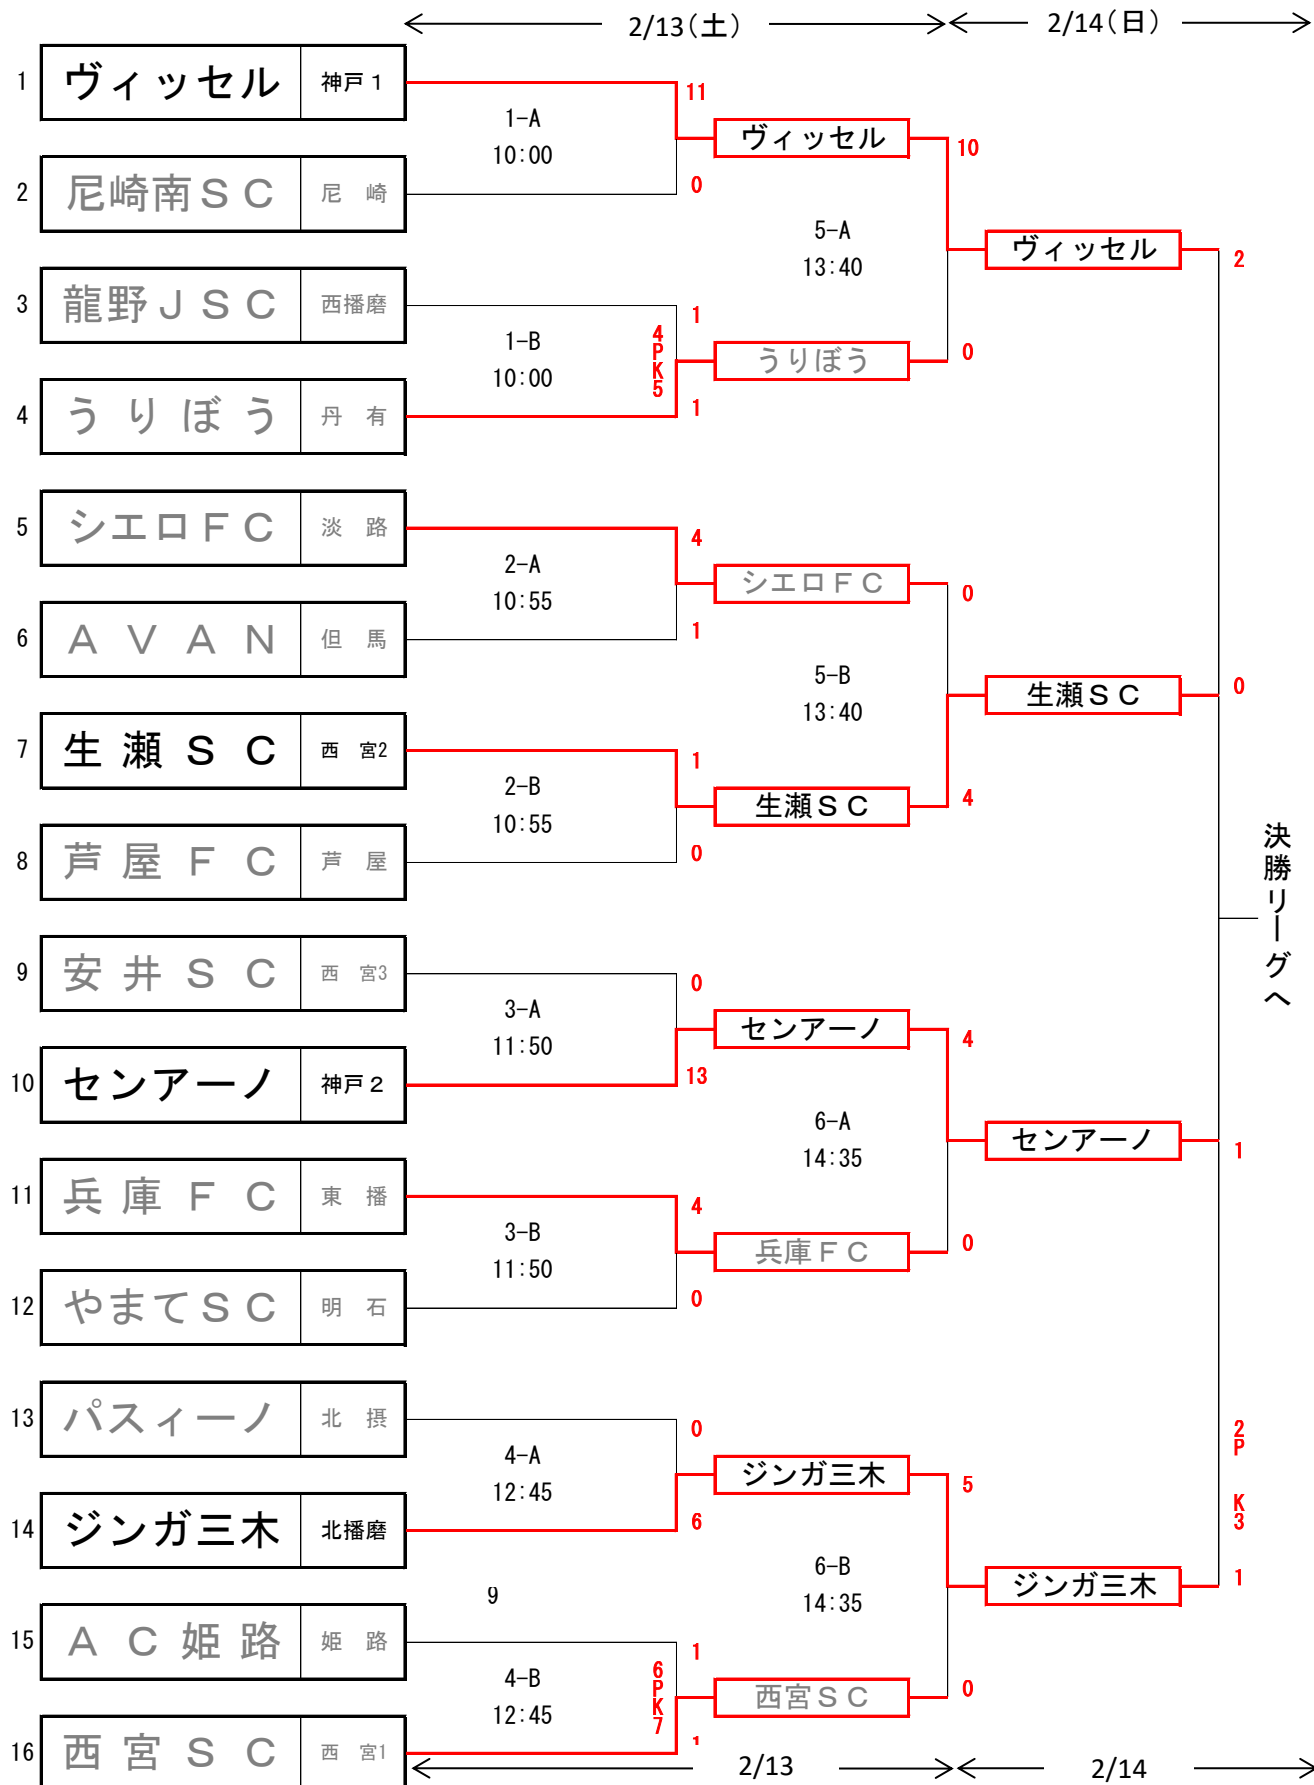 2/13(土) 2/14(日)
1 ヴィッセル 神戸１
11
1-A
10:00
ヴィッセル
10
2 尼崎南ＳＣ 尼　崎
0
5-A
13:40
ヴィッセル
2
3 龍野ＪＳＣ 西播磨
1
1-B
10:00
4PK5
うりぼう
0
4 うりぼう 丹　有
1
5 シエロＦＣ 淡　路
4
2-A
10:55
シエロＦＣ
0
6 ＡＶＡＮ 但　馬
1
5-B
13:40
生瀬ＳＣ
0
7 生瀬ＳＣ 西　宮2
1
2-B
10:55
生瀬ＳＣ
4
8 芦屋ＦＣ 芦　屋
0
決勝リーグへ
9 安井ＳＣ 西　宮3
0
3-A
11:50
センアーノ
4
10 センアーノ 神戸２
13
6-A
14:35
センアーノ
1
11 兵庫ＦＣ 東　播
4
3-B
11:50
兵庫ＦＣ
0
12 やまてＳＣ 明　石
0
13 パスィーノ 北　摂
0
2P K3
4-A
12:45
ジンガ三木
5
14 ジンガ三木 北播磨
6
6-B
14:35
ジンガ三木
1
9
15 ＡＣ姫路 姫　路
1
4-B
12:45
6PK7
西宮ＳＣ
0
16 西宮ＳＣ 西　宮1
1
2/13 2/14